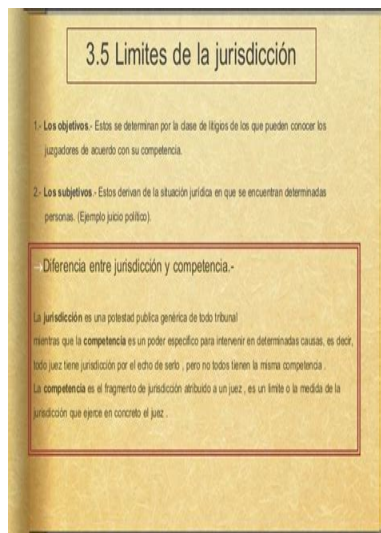 3.5 Limites de la jurisdicción
1.- Los objetivos.- Estos se determinan por la clase de litigios de los que pueden conocer los
juzgadores de acuerdo con su competencia.
2.- Los subjetivos.- Estos derivan de la situación jurídica en que se encuentran determinadas
personas. (Ejemplo juicio político).
→Diferencia entre jurisdicción y competencia.-
La jurisdicción es una potestad publica genérica de todo tribunal
mientras que la competencia es un poder especifico para intervenir en determinadas causas, es decir,
todo juez tiene jurisdicción por el echo de serlo , pero no todos tienen la misma competencia .
La competencia es el fragmento de jurisdicción atribuido a un juez , es un limite o la medida de la
jurisdicción que ejerce en concreto el juez .